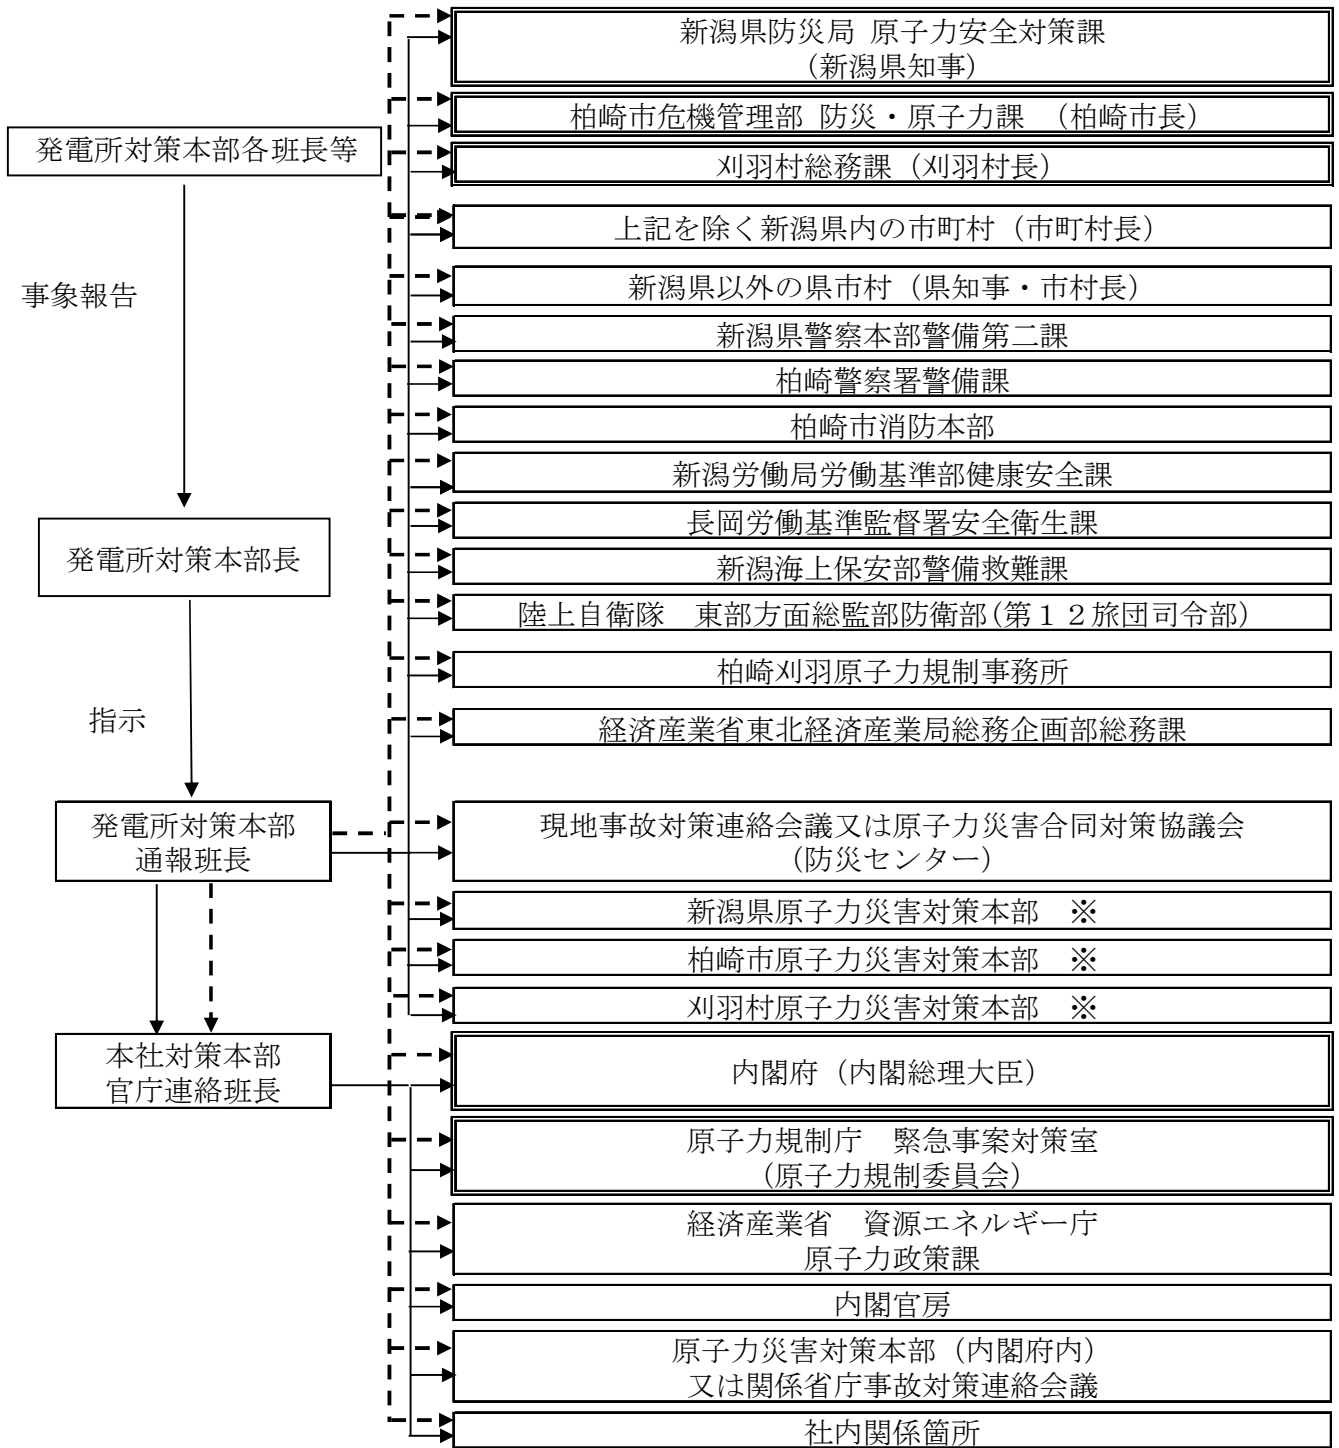 発電所対策本部各班長等
事象報告
発電所対策本部長
指示
発電所対策本部
通報班長
本社対策本部
官庁連絡班長
新潟県防災局 原子力安全対策課
(新潟県知事)
柏崎市危機管理部 防災・原子力課 (柏崎市長)
刈羽村総務課(刈羽村長)
上記を除く新潟県内の市町村(市町村長)
新潟県以外の県市村(県知事・市村長)
新潟県警察本部警備第二課
柏崎警察署警備課
柏崎市消防本部
新潟労働局労働基準部健康安全課
長岡労働基準監督署安全衛生課
新潟海上保安部警備救難課
陸上自衛隊 東部方面総監部防衛部(第12旅団司令部)
柏崎刈羽原子力規制事務所
経済産業省東北経済産業局総務企画部総務課
現地事故対策連絡会議又は原子力災害合同対策協議会
(防災センター)
新潟県原子力災害対策本部 ※
柏崎市原子力災害対策本部 ※
刈羽村原子力災害対策本部 ※
内閣府(内閣総理大臣)
原子力規制庁 緊急事案対策室
(原子力規制委員会)
経済産業省 資源エネルギー庁
原子力政策課
内閣官房
原子力災害対策本部(内閣府内)
又は関係省庁事故対策連絡会議
社内関係箇所